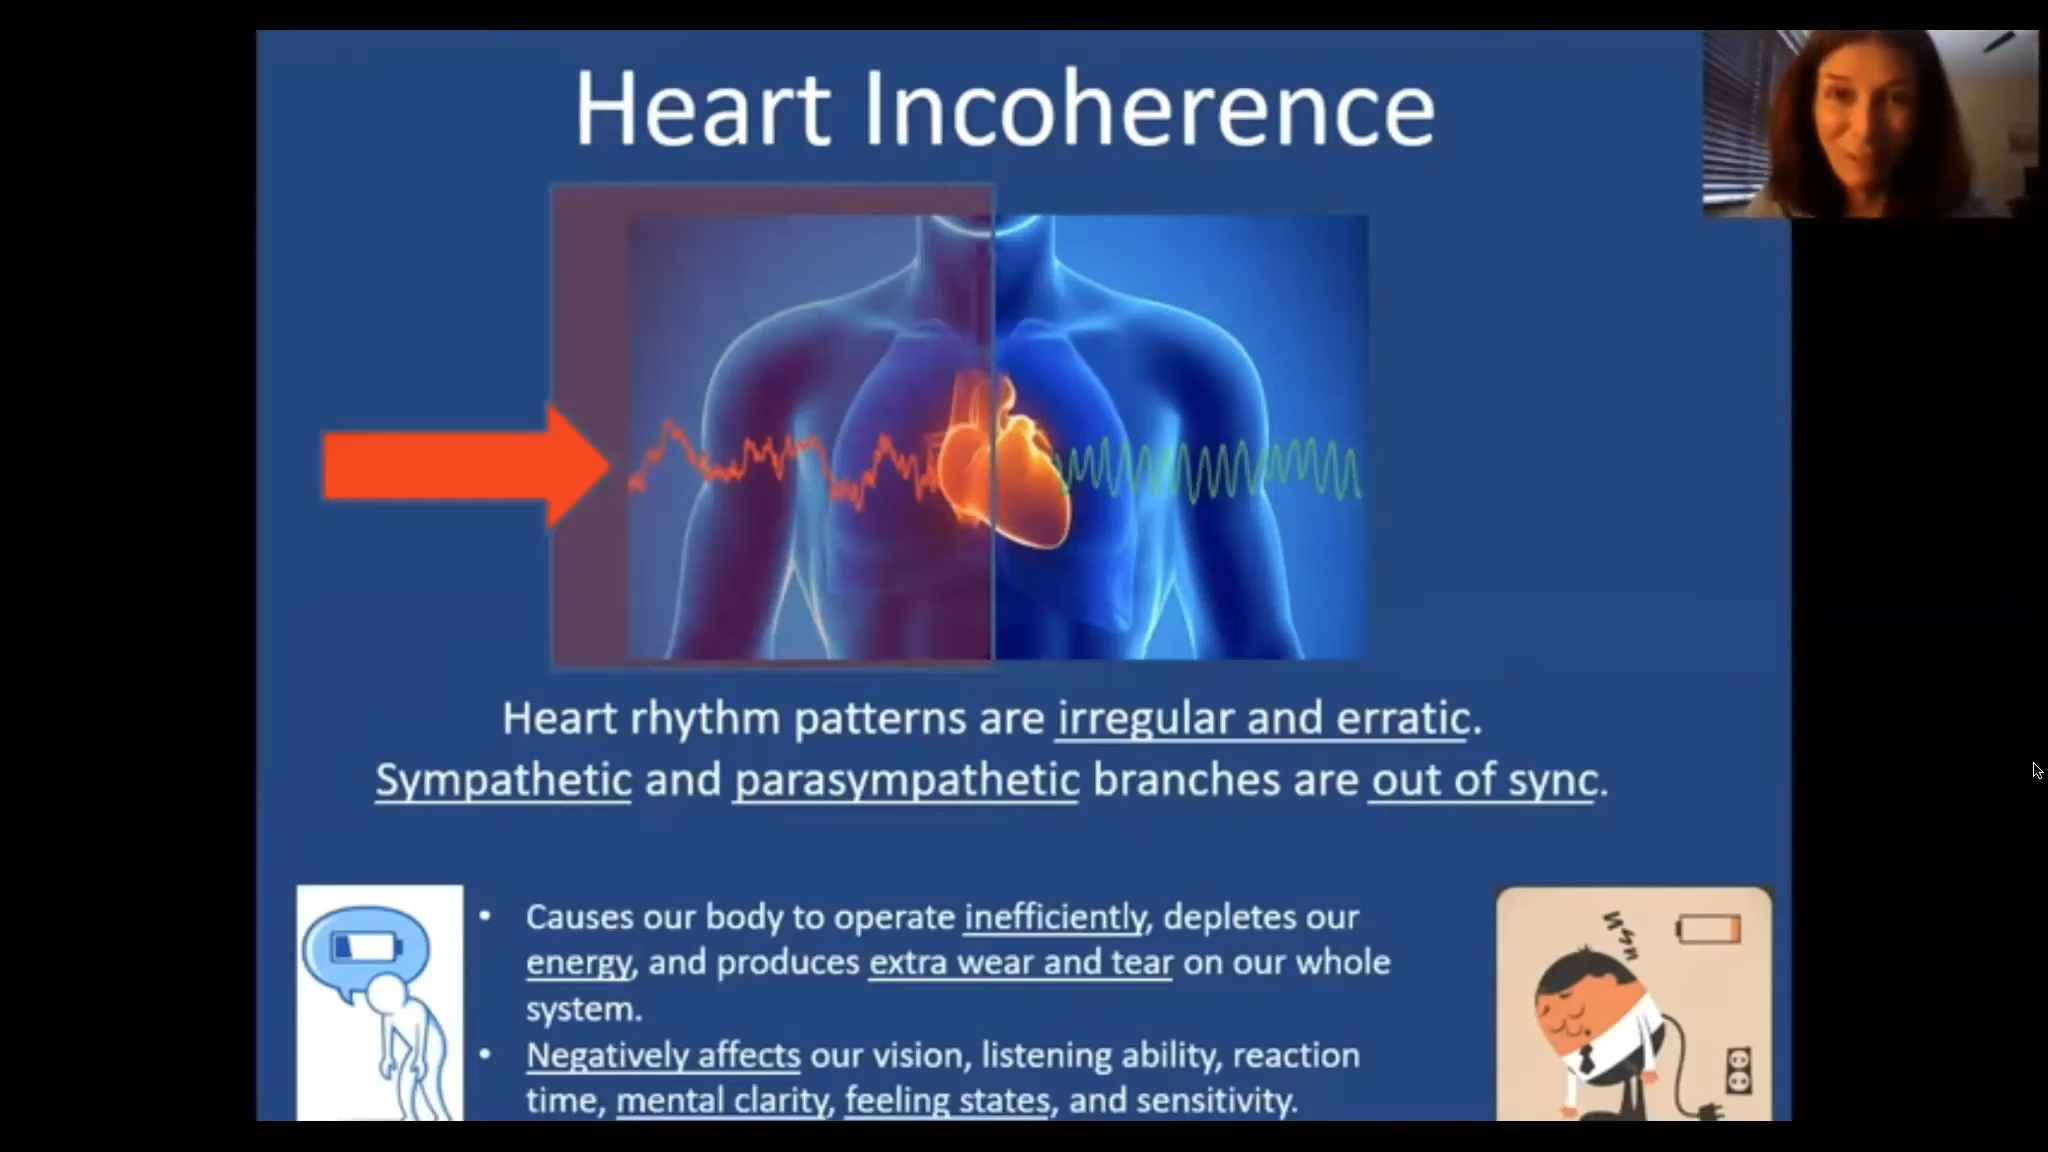 Heart Incoherence
Heart rhythm patterns are irregular and erratic.
Sympathetic and parasympathetic branches are out of sync.
• Causes our body to operate inefficiently, depletes our
energy, and produces extra wear and tear on our whole
system.
• Negatively affects our vision, listening ability, reaction
time, mental clarity, feeling states, and sensitivity.